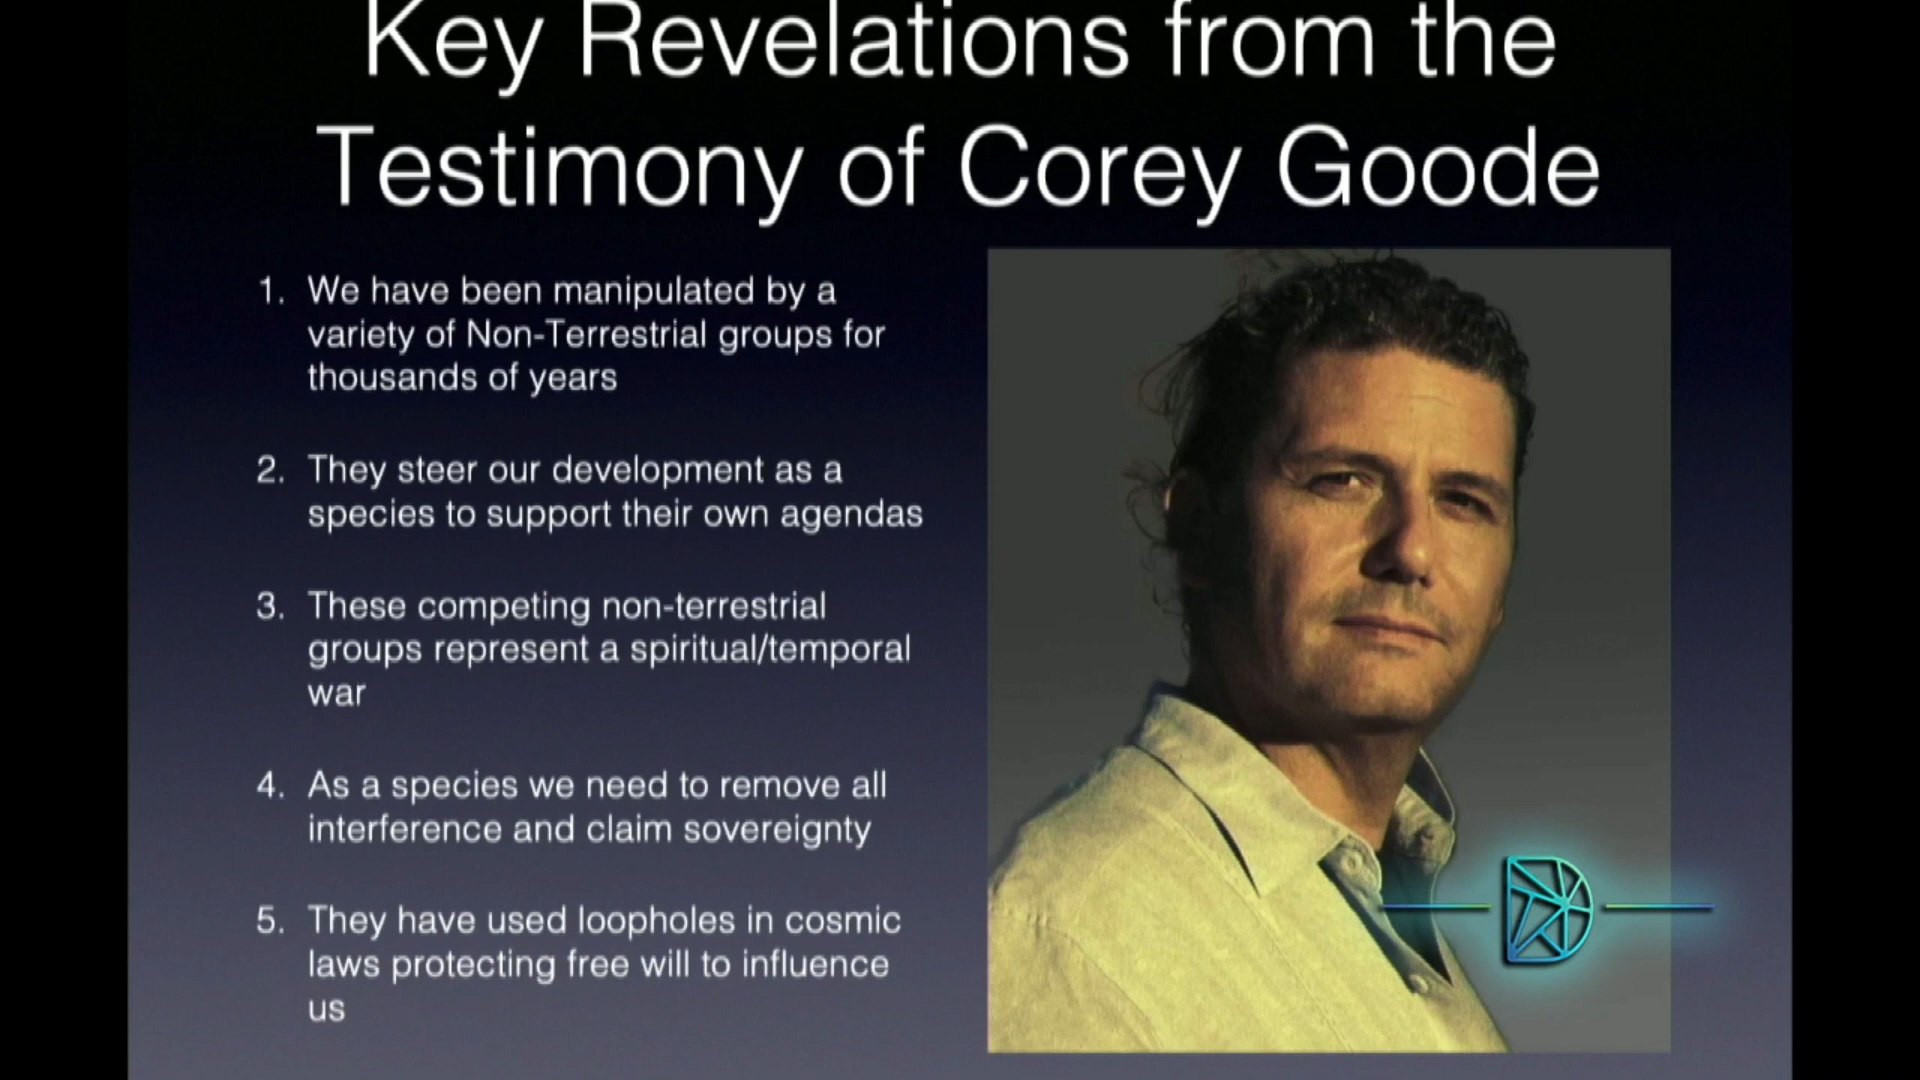 Key Revelations from the
Testimony of Corey Goode
1. We have been manipulated by a
variety of Non-Terrestrial groups for
thousands of years
2. They steer our development as a
species to support their own agendas
3. These competing non-terrestrial
groups represent a spiritual/temporal
war
4. As a species we need to remove all
interference and claim sovereignty
5. They have used loopholes in cosmic
laws protecting free will to influence
us